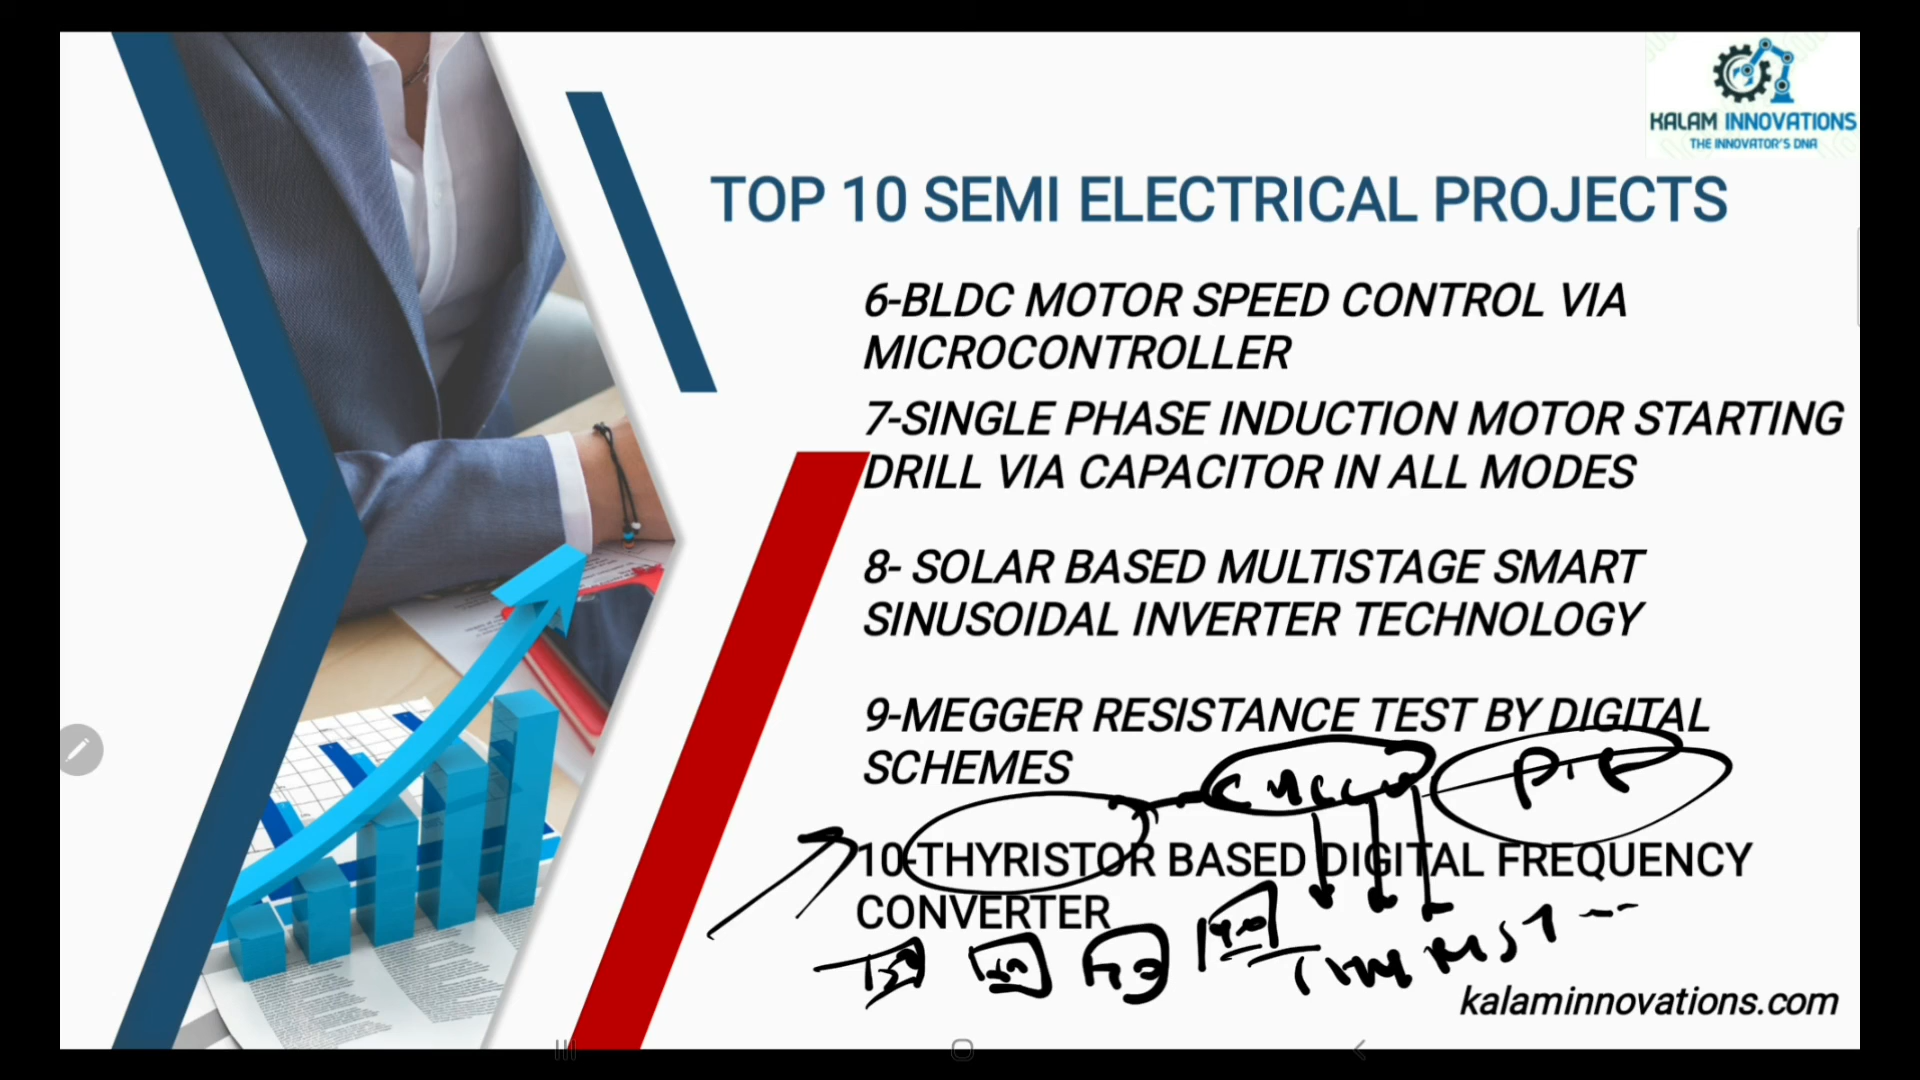 KALAM INNOVATIONS
THE INNOVATOR'S DNA
TOP 10 SEMI ELECTRICAL PROJECTS
6-BLDC MOTOR SPEED CONTROL VIA
MICROCONTROLLER
7-SINGLE PHASE INDUCTION MOTOR STARTING
DRILL VIA CAPACITOR IN ALL MODES
8- SOLAR BASED MULTISTAGE SMART
SINUSOIDAL INVERTER TECHNOLOGY
9-MEGGER RESISTANCE TEST BY DIGITAL
SCHEMES
10-THYRISTOR BASED DIGITAL FREQUENCY
CONVERTER
kalaminnovations.com